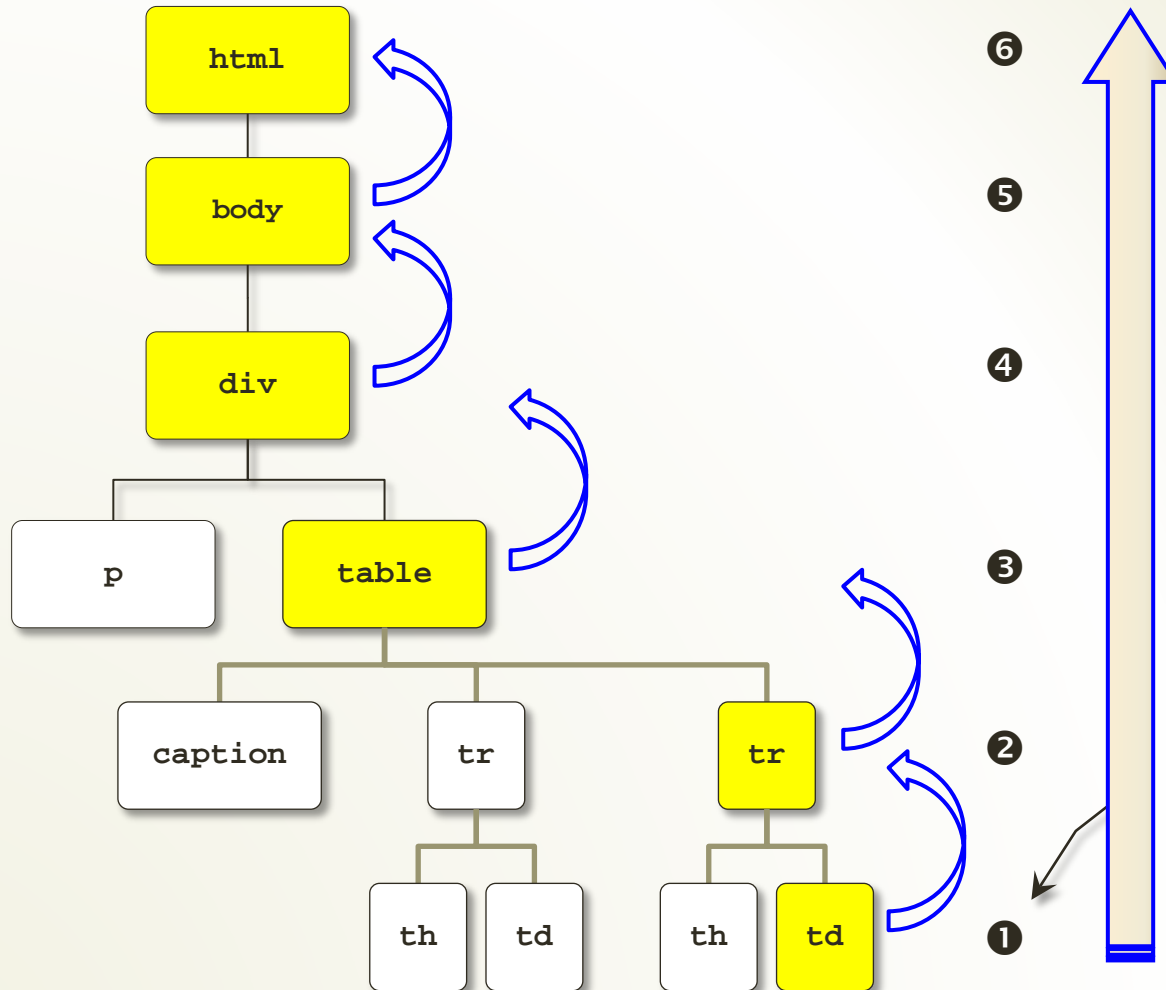 html
❻
body
❺
div
❹
p
table
❸
caption
tr
tr
❷
th
td
th
td
❶